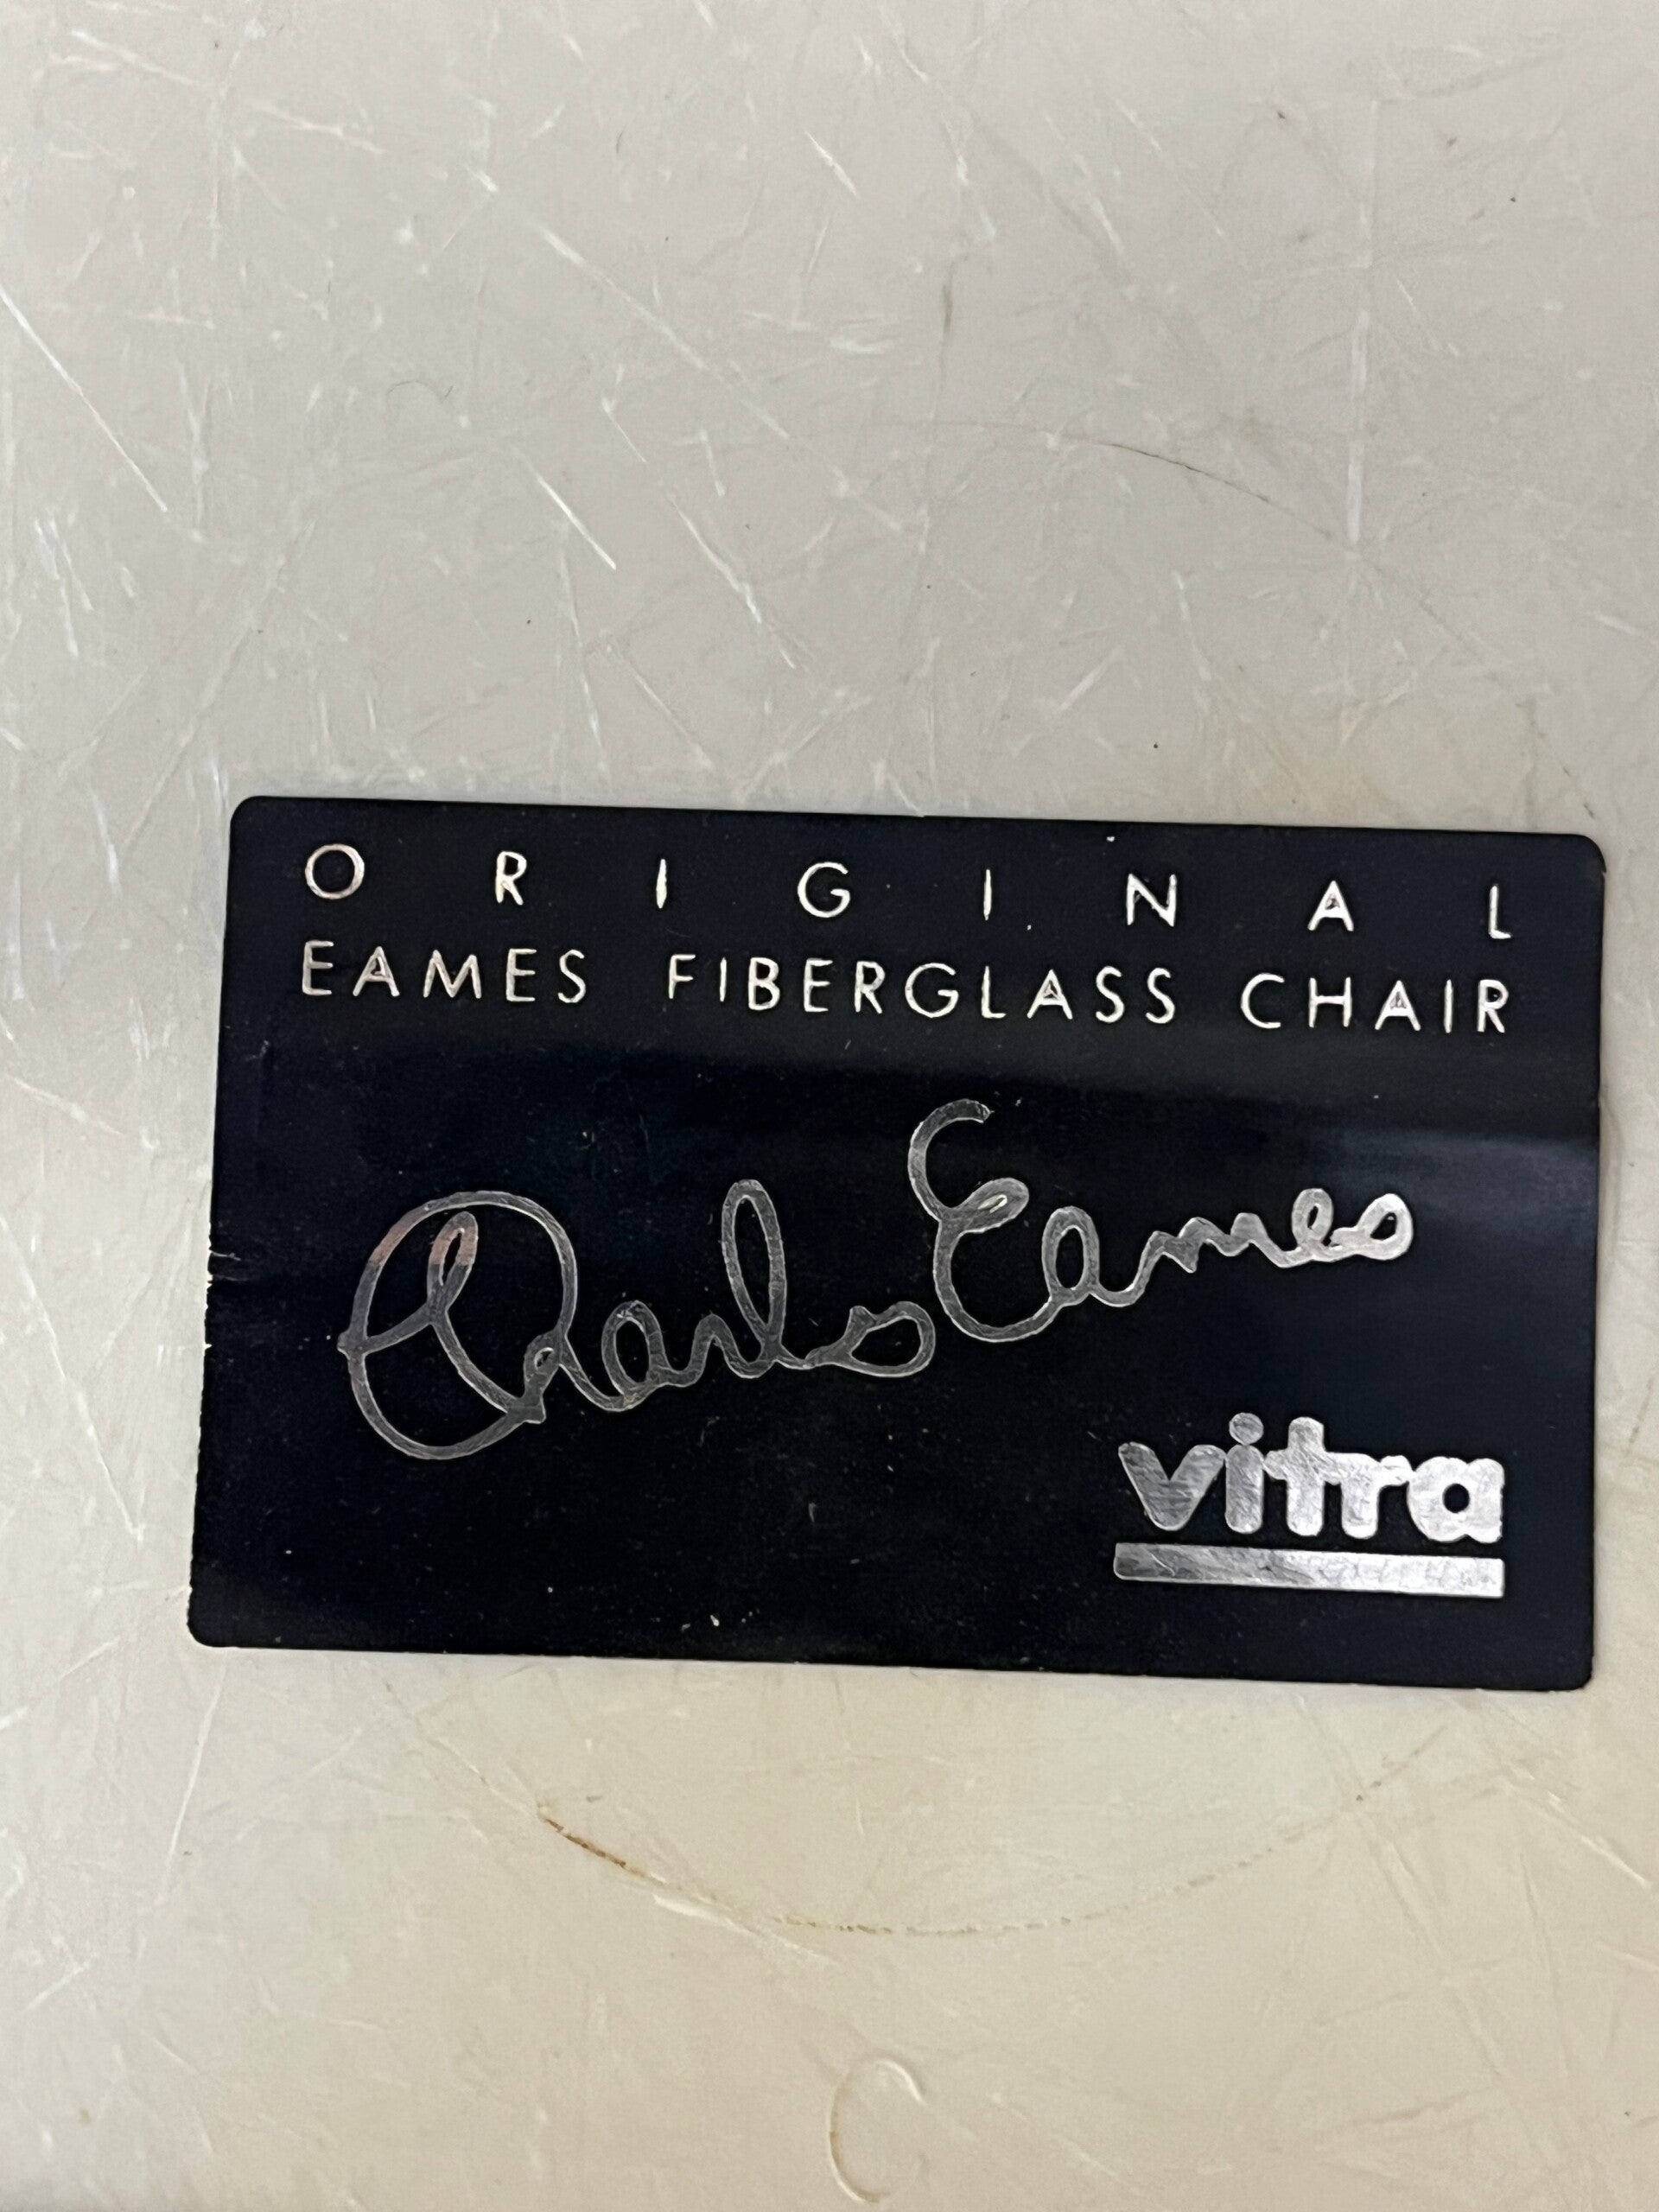 ORIGINAL
EAMES FIBERGLASS CHAIR
Charles Eames
vitra